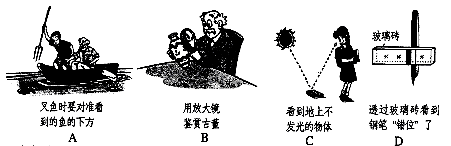 玻璃砖
叉鱼时要对准看
到的鱼的下方
A
用放大镜
鉴赏古董
B
看到地上不
发光的物体
C
透过玻璃砖看到
钢笔“错位”了
D